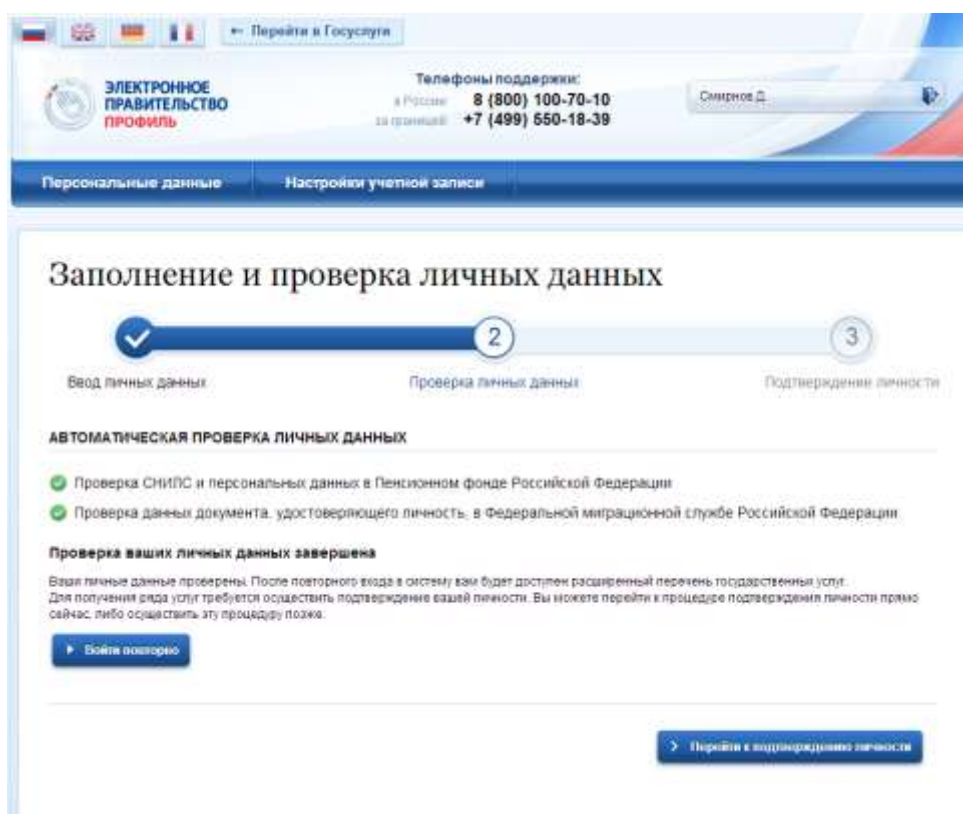 ← Перейти в Госуслуги
ЭЛЕКТРОННОЕ
ПРАВИТЕЛЬСТВО
ПРОФИЛЬ
Телефоны поддержки:
в России: 8 (800) 100-70-10
за границей: +7 (499) 550-18-39
Смирнов Д.
Персональные данные
Настройки учетной записи
Заполнение и проверка личных данных
2
3
Ввод личных данных
Проверка личных данных
Подтверждение личности
АВТОМАТИЧЕСКАЯ ПРОВЕРКА ЛИЧНЫХ ДАННЫХ
Проверка СНИЛС и персональных данных в Пенсионном фонде Российской Федерации
Проверка данных документа, удостоверяющего личность, в Федеральной миграционной службе Российской Федерации
Проверка ваших личных данных завершена
Ваши личные данные проверены. После повторного входа в систему вам будет доступен расширенный перечень государственных услуг.
Для получения ряда услуг требуется осуществить подтверждение вашей личности. Вы можете перейти к процедуре подтверждения личности прямо
сейчас, либо осуществить эту процедуру позже.
Войти повторно
Перейти к подтверждению личности